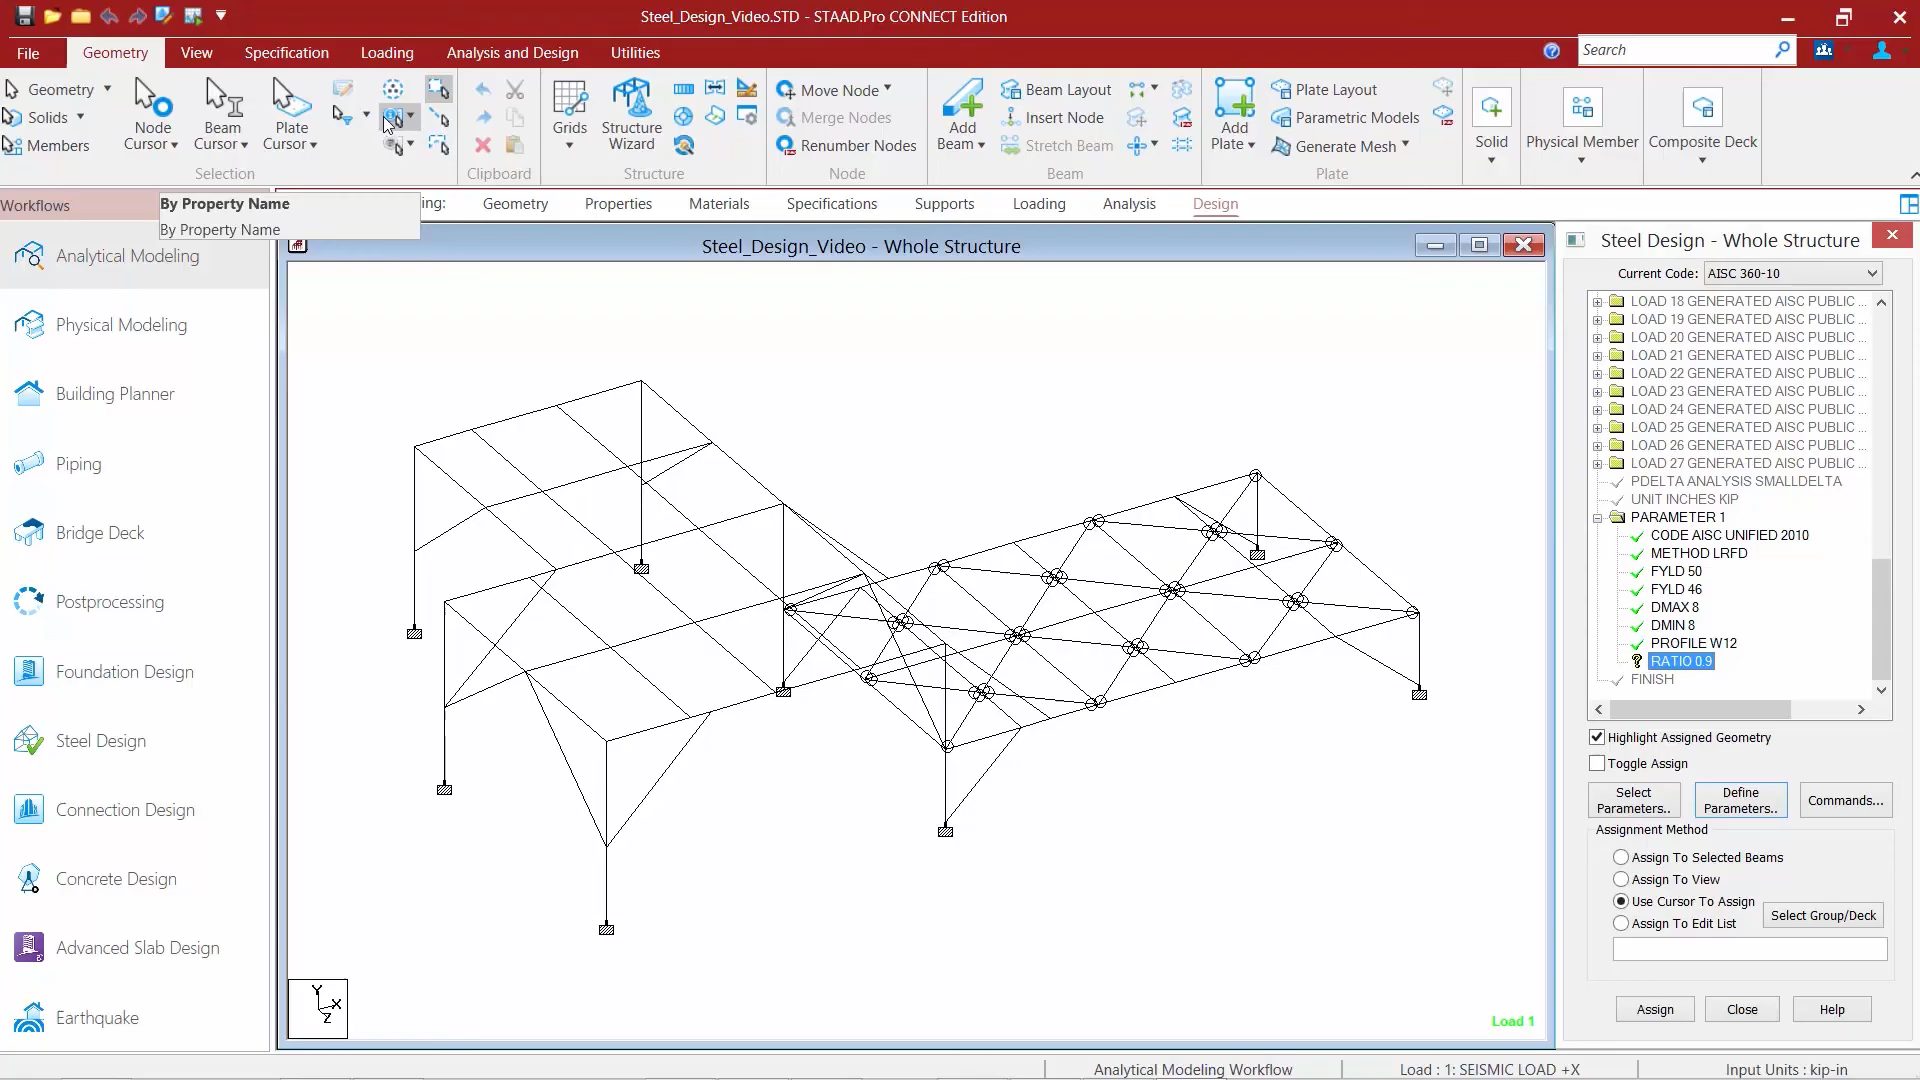 Steel_Design_Video.STD - STAAD.Pro CONNECT Edition
File
Geometry
View
Specification
Loading
Analysis and Design
Utilities
Search
Geometry
Solids
Members
Node
Cursor
Beam
Cursor
Plate
Cursor
Selection
Clipboard
Grids
Structure
Wizard
Structure
Move Node
Merge Nodes
Renumber Nodes
Node
Add
Beam
Beam Layout
Insert Node
Stretch Beam
Beam
Add
Plate
Plate Layout
Parametric Models
Generate Mesh
Plate
Solid
Physical Member
Composite Deck
Workflows
By Property Name
By Property Name
ing:
Geometry
Properties
Materials
Specifications
Supports
Loading
Analysis
Design
Analytical Modeling
Physical Modeling
Building Planner
Piping
Bridge Deck
Postprocessing
Foundation Design
Steel Design
Connection Design
Concrete Design
Advanced Slab Design
Earthquake
Steel_Design_Video - Whole Structure
Y
X
Z
Load 1
Steel Design - Whole Structure
Current Code: AISC 360-10
LOAD 18 GENERATED AISC PUBLIC ...
LOAD 19 GENERATED AISC PUBLIC ...
LOAD 20 GENERATED AISC PUBLIC ...
LOAD 21 GENERATED AISC PUBLIC ...
LOAD 22 GENERATED AISC PUBLIC ...
LOAD 23 GENERATED AISC PUBLIC ...
LOAD 24 GENERATED AISC PUBLIC ...
LOAD 25 GENERATED AISC PUBLIC ...
LOAD 26 GENERATED AISC PUBLIC ...
LOAD 27 GENERATED AISC PUBLIC ...
PDELTA ANALYSIS SMALLDELTA
UNIT INCHES KIP
PARAMETER 1
CODE AISC UNIFIED 2010
METHOD LRFD
FYLD 50
FYLD 46
DMAX 8
DMIN 8
PROFILE W12
RATIO 0.9
FINISH
Highlight Assigned Geometry
Toggle Assign
Select
Parameters..
Define
Parameters..
Commands...
Assignment Method
Assign To Selected Beams
Assign To View
Use Cursor To Assign
Assign To Edit List
Select Group/Deck
Assign
Close
Help
Analytical Modeling Workflow
Load : 1: SEISMIC LOAD +X
Input Units : kip-in